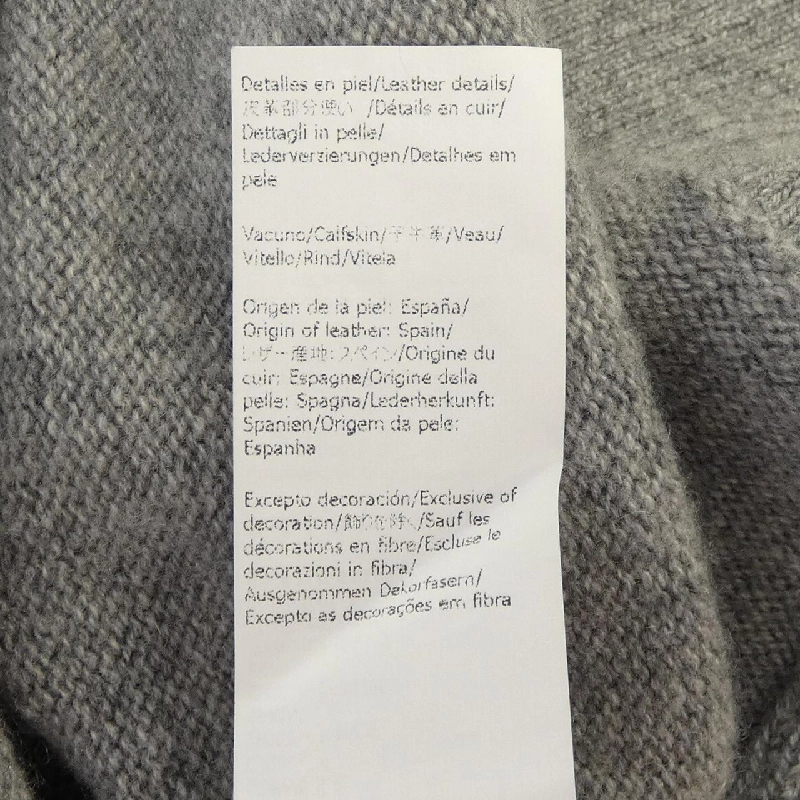 Detalles en piel/Leather details/
皮革部分使い /Détails en cuir/
Dettagli in pelle/
Lederverzierungen/Detalhes em
pele
Vacuno/Calfskin/子牛革/Veau/
Vitello/Rind/Vitela
Origen de la piel: España/
Origin of leather: Spain/
レザー産地:スペイン/Origine du
cuir: Espagne/Origine della
pelle: Spagna/Lederherkunft:
Spanien/Origem da pele:
Espanha
Excepto decoración/Exclusive of
decoration/飾りを除く/Sauf les
décorations en fibre/Escluse le
decorazioni in fibra/
Ausgenommen Dekorfasern/
Excepto as decorações em fibra